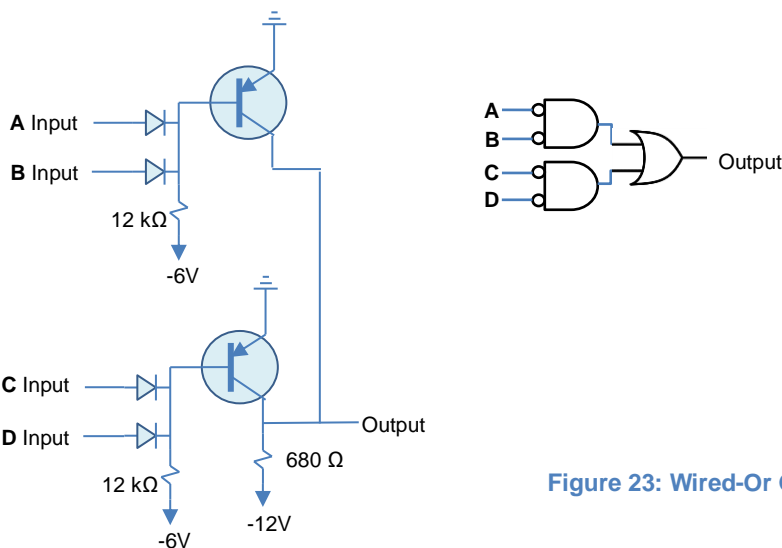 A Input
B Input
12 kΩ
-6V
C Input
D Input
12 kΩ
-6V
680 Ω
-12V
Output
A
B
C
D
Output
Figure 23: Wired-Or